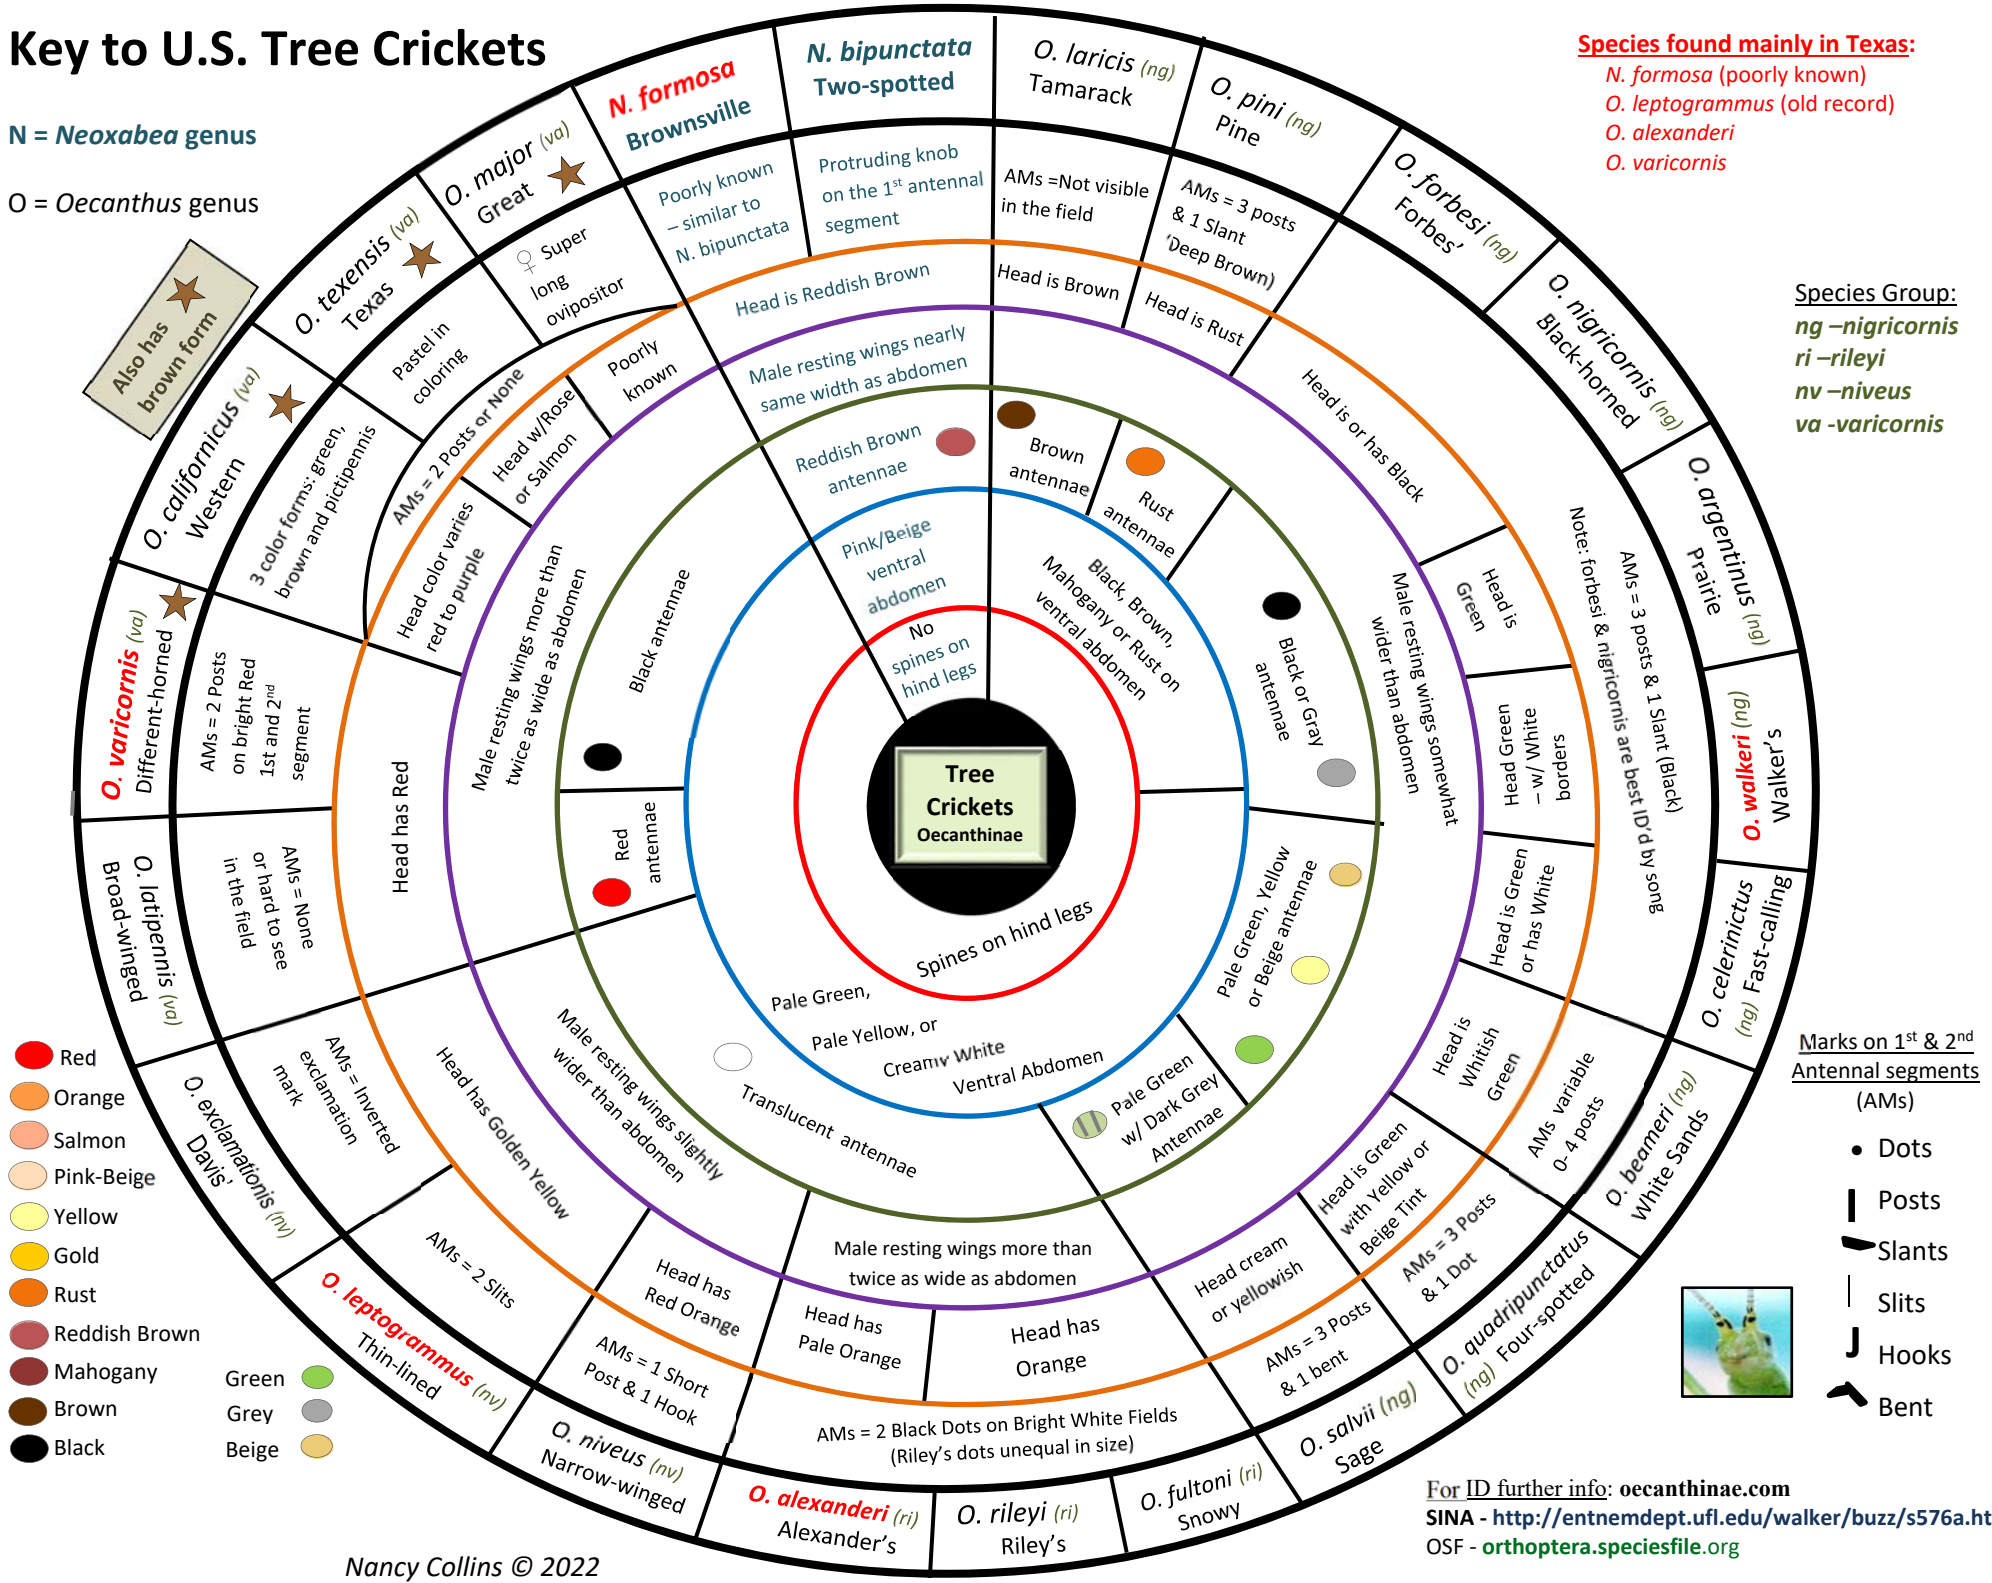 Key to U.S. Tree Crickets
N = Neoxabea genus
O = Oecanthus genus
Also has
brown form
Species found mainly in Texas:
N. formosa (poorly known)
O. leptogrammus (old record)
O. alexanderi
O. varicornis
Species Group:
ng –nigricornis
ri –rileyi
nv –niveus
va -varicornis
N. formosa
Brownsville
N. bipunctata
Two-spotted
O. laricis (ng)
Tamarack
O. pini (ng)
Pine
O. forbesi (ng)
Forbes'
O. nigricornis (ng)
Black-horned
O. argentinus (ng)
Prairie
O. walkeri (ng)
Walker's
O. celerinictus
(ng) Fast-calling
O. beameri (ng)
White Sands
O. quadripunctatus
(ng) Four-spotted
O. salvii (ng)
Sage
O. fultoni (ri)
Snowy
O. rileyi (ri)
Riley's
O. alexanderi (ri)
Alexander's
O. niveus (nv)
Narrow-winged
O. leptogrammus (nv)
Thin-lined
O. exclamationis (nv)
Davis'
O. latipennis (va)
Broad-winged
O. varicornis (va)
Different-horned
O. californicus (va)
Western
O. texensis (va)
Texas
O. major (va)
Great
Poorly known
– similar to
N. bipunctata
Protruding knob
on the 1st antennal
segment
AMs =Not visible
in the field
AMs = 3 posts
& 1 Slant
'Deep Brown)
AMs = 3 posts & 1 Slant (Black)
Note: forbesi & nigricornis are best ID'd by song
AMs variable
0- 4 posts
AMs = 3 Posts
& 1 Dot
AMs = 3 Posts
& 1 bent
AMs = 2 Black Dots on Bright White Fields
(Riley's dots unequal in size)
AMs = 1 Short
Post & 1 Hook
AMs = 2 Slits
AMs = Inverted
exclamation
mark
AMs = None
or hard to see
in the field
AMs = 2 Posts
on bright Red
1st and 2nd
segment
3 color forms: green,
brown and pictipennis
Pastel in
coloring
♀ Super
long
ovipositor
AMs = 2 Posts or None
Head is Reddish Brown
Head is Brown
Head is Rust
Head is or has Black
Head is
Green
Head Green
– w/ White
borders
Head is Green
or has White
Head is
Whitish
Green
Head is Green
with Yellow or
Beige Tint
Head cream
or yellowish
Head has
Orange
Head has
Pale Orange
Head has
Red Orange
Head has Golden Yellow
Head has Red
Head color varies
red to purple
Head w/Rose
or Salmon
Poorly
known
Male resting wings nearly
same width as abdomen
Male resting wings somewhat
wider than abdomen
Male resting wings more than
twice as wide as abdomen
Male resting wings slightly
wider than abdomen
Male resting wings more than
twice as wide as abdomen
Reddish Brown
antennae
Brown
antennae
Rust
antennae
Black or Gray
antennae
Pale Green, Yellow
or Beige antennae
Pale Green
w/ Dark Grey
Antennae
Translucent antennae
Red
antennae
Black antennae
Pink/Beige
ventral
abdomen
Black, Brown,
Mahogany or Rust on
ventral abdomen
Pale Green,
Pale Yellow, or
Creamy White
Ventral Abdomen
No
spines on
hind legs
Spines on hind legs
Tree
Crickets
Oecanthinae
Red
Orange
Salmon
Pink-Beige
Yellow
Gold
Rust
Reddish Brown
Mahogany
Brown
Black
Green
Grey
Beige
Marks on 1st & 2nd
Antennal segments
(AMs)
Dots
Posts
Slants
Slits
Hooks
Bent
Nancy Collins © 2022
For ID further info: oecanthinae.com
SINA - http://entnemdept.ufl.edu/walker/buzz/s576a.ht
OSF - orthoptera.speciesfile.org